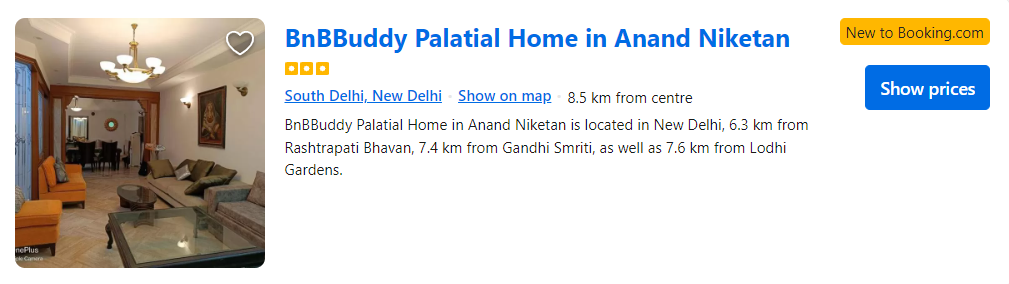 BnBBuddy Palatial Home in Anand Niketan
New to Booking.com
South Delhi, New Delhi · Show on map · 8.5 km from centre
Show prices
BnBBuddy Palatial Home in Anand Niketan is located in New Delhi, 6.3 km from
Rashtrapati Bhavan, 7.4 km from Gandhi Smriti, as well as 7.6 km from Lodhi
Gardens.
nePlus
Camera